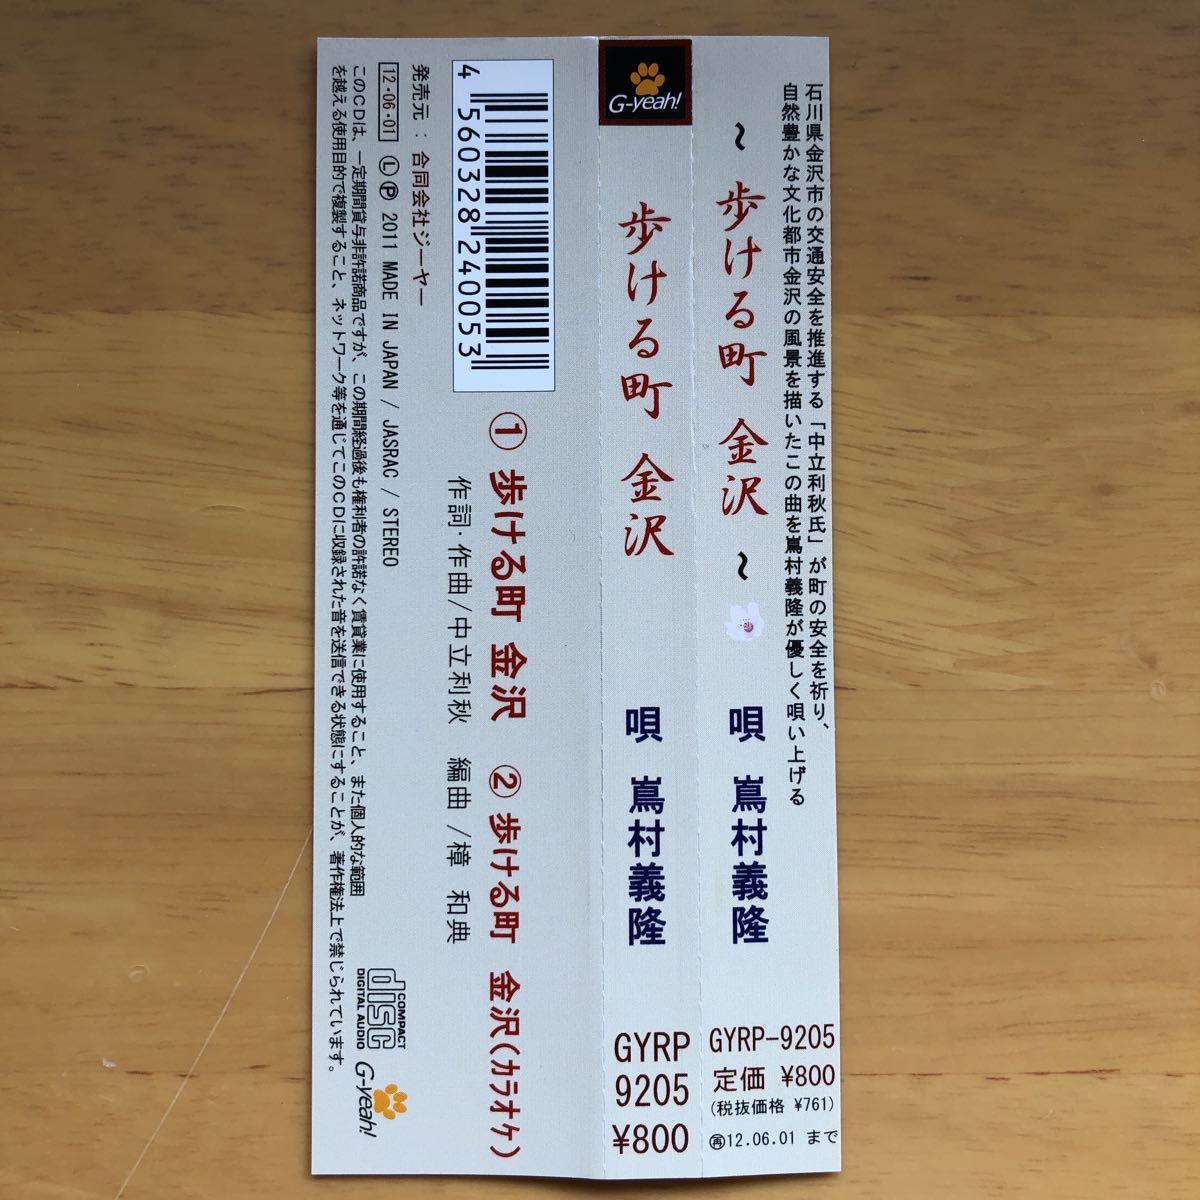 石川県金沢市の交通安全を推進する「中立利秋氏」が町の安全を祈り、
自然豊かな文化都市金沢の風景を描いたこの曲を嶌村義隆が優しく唄い上げる
～ 歩ける町 金沢 ～
唄 嶌村義隆
GYRP-9205
定価 ¥800
(税抜価格 ¥761)
再12.06.01 まで
G-yeah!
歩ける町 金沢
唄 嶌村義隆
GYRP
9205
¥800
4 560328 240053
① 歩ける町 金沢 ② 歩ける町 金沢(カラオケ)
作詞・作曲/中立利秋 編曲/樟 和典
発売元：合同会社ジーヤー
12・06・01 Ⓛ Ⓟ 2011 MADE IN JAPAN / JASRAC / STEREO
このCDは、一定期間貸与非許諾商品ですが、この期間経過後も権利者の許諾なく賃貸業に使用すること、また個人的な範囲
を越える使用目的で複製すること、ネットワーク等を通じてこのCDに収録された音を送信できる状態にすることが、著作権法上で禁じられています。
COMPACT
disc
DIGITAL AUDIO
G-yeah!